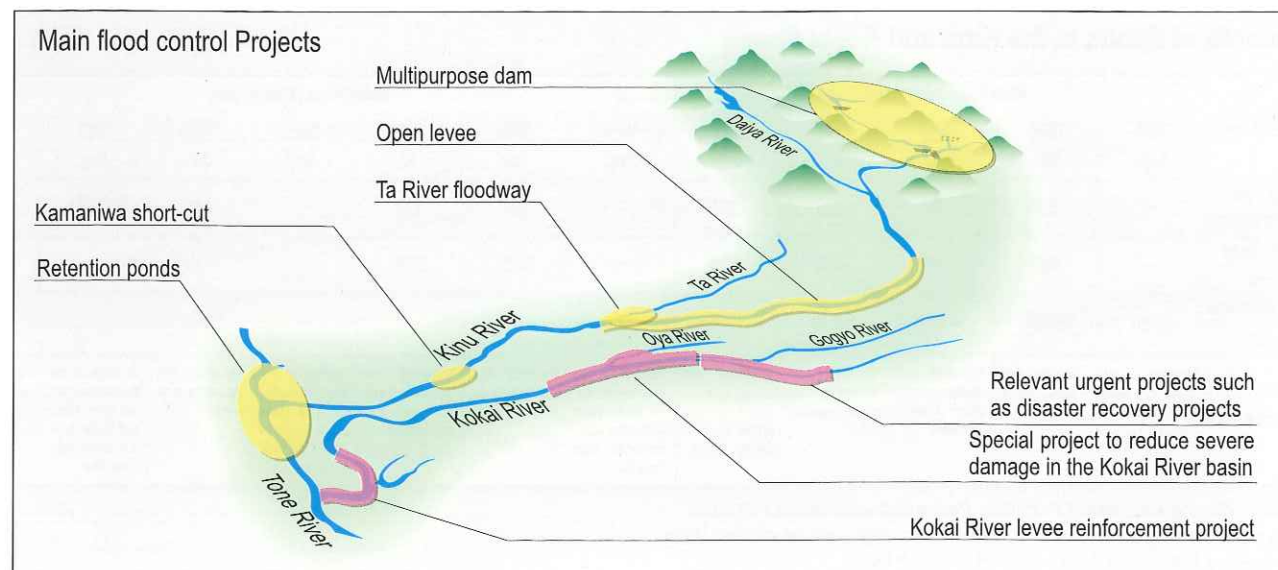 Main flood control Projects
Multipurpose dam
Open levee
Ta River floodway
Kamaniwa short-cut
Retention ponds
Daiya River
Ta River
Kinu River
Oya River
Gogyo River
Kokai River
Tone River
Relevant urgent projects such
as disaster recovery projects
Special project to reduce severe
damage in the Kokai River basin
Kokai River levee reinforcement project